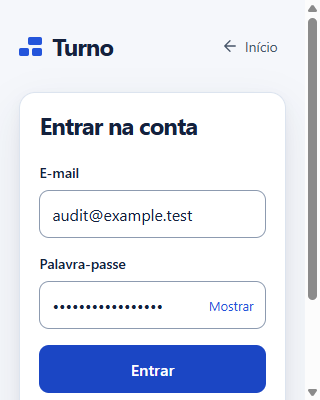 Turno
Início
Entrar na conta
E-mail
audit@example.test
Palavra-passe
•••••••••••••••••
Mostrar
Entrar